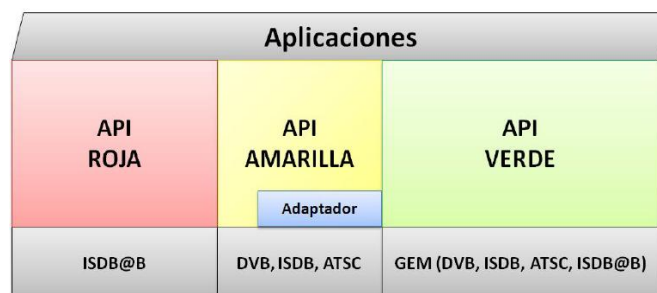 Aplicaciones
API
ROJA
API
AMARILLA
API
VERDE
Adaptador
ISDB@B
DVB, ISDB, ATSC
GEM (DVB, ISDB, ATSC, ISDB@B)